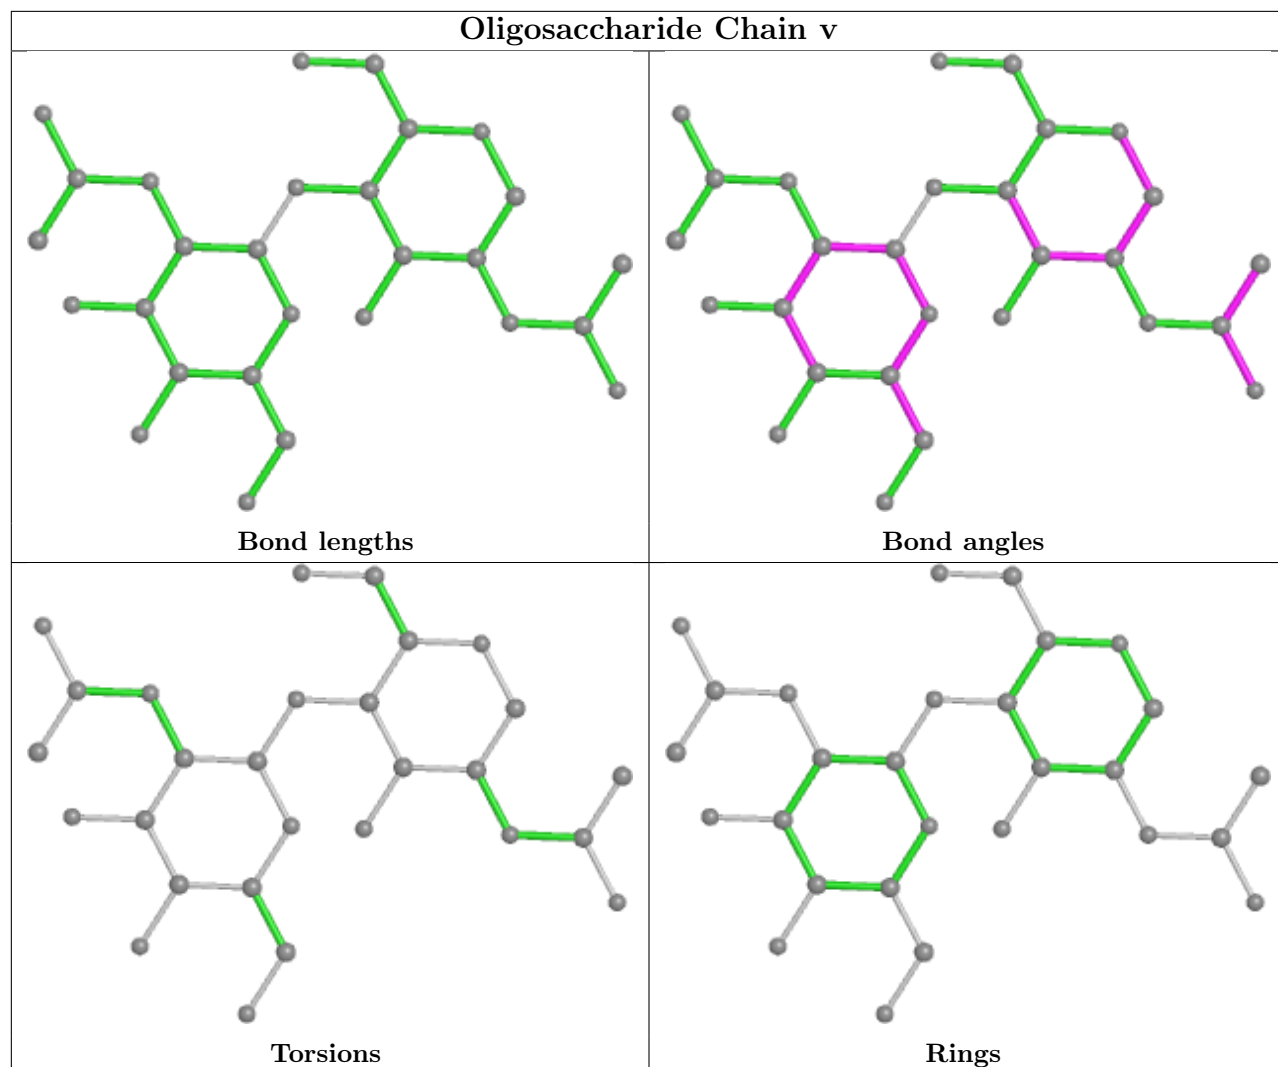 Oligosaccharide Chain v
Bond lengths
Bond angles
Torsions
Rings